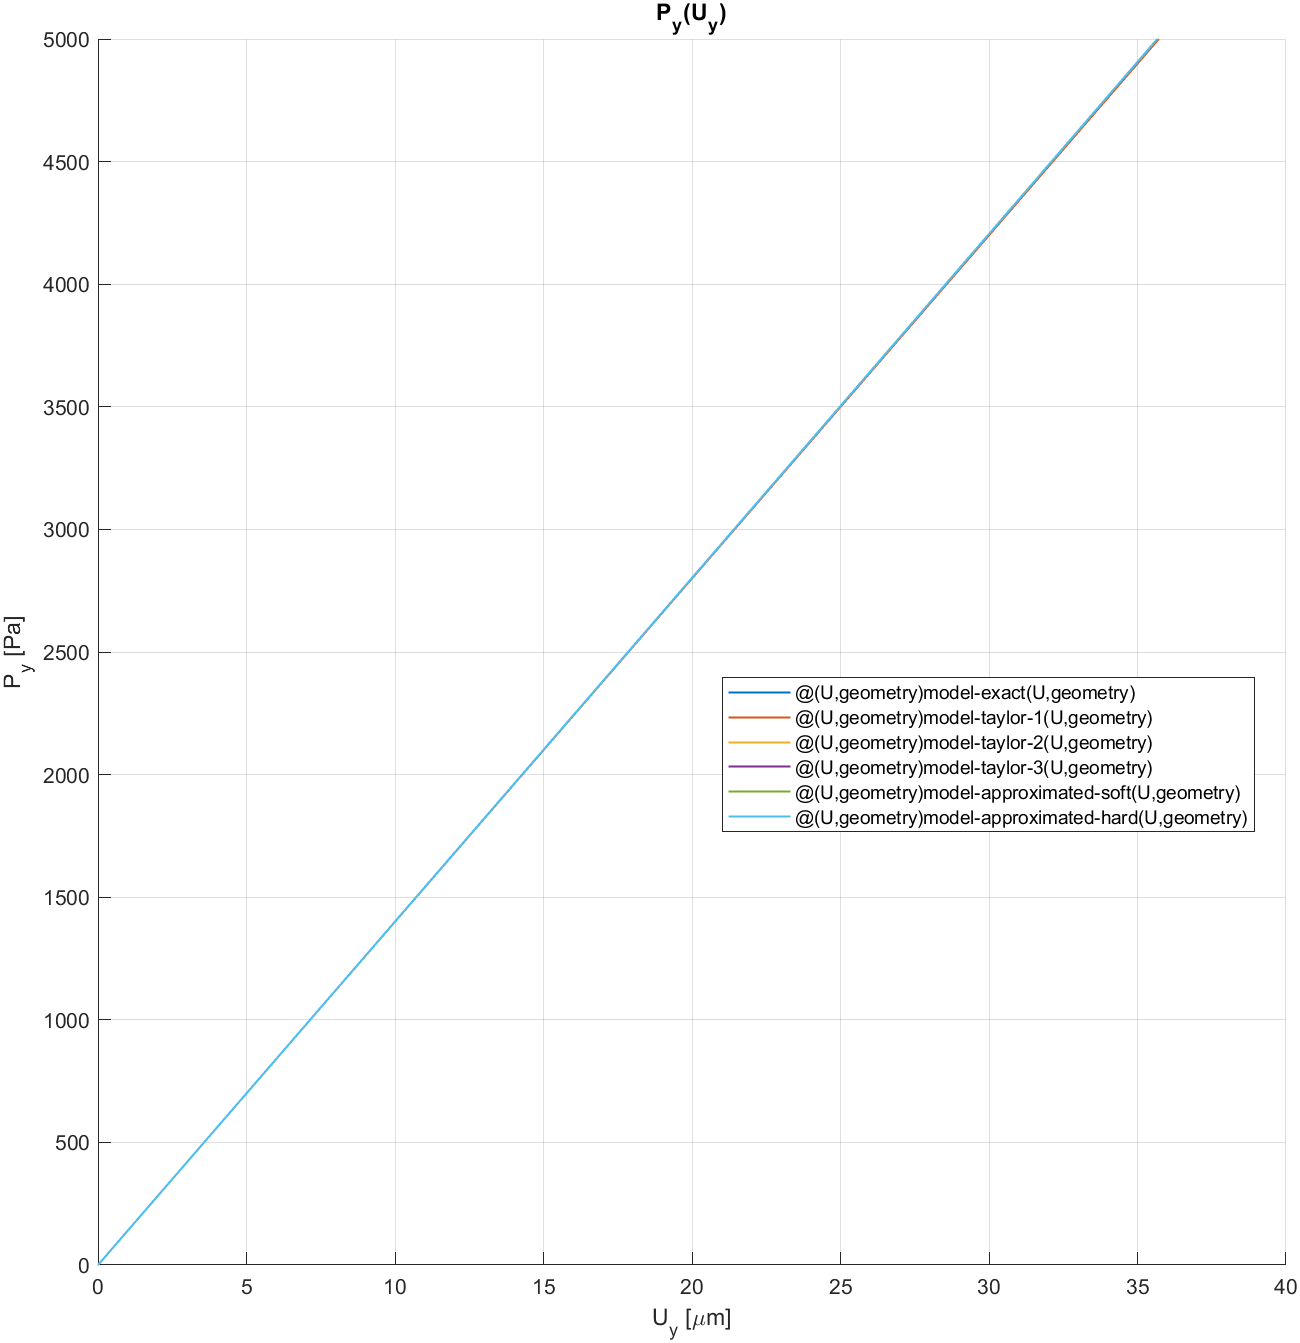 P_y(U_y)
5000
4500
4000
3500
3000
2500
2000
1500
1000
500
0
P_y [Pa]
@(U,geometry)model-exact(U,geometry)
@(U,geometry)model-taylor-1(U,geometry)
@(U,geometry)model-taylor-2(U,geometry)
@(U,geometry)model-taylor-3(U,geometry)
@(U,geometry)model-approximated-soft(U,geometry)
@(U,geometry)model-approximated-hard(U,geometry)
0 5 10 15 20 25 30 35 40
U_y [μm]